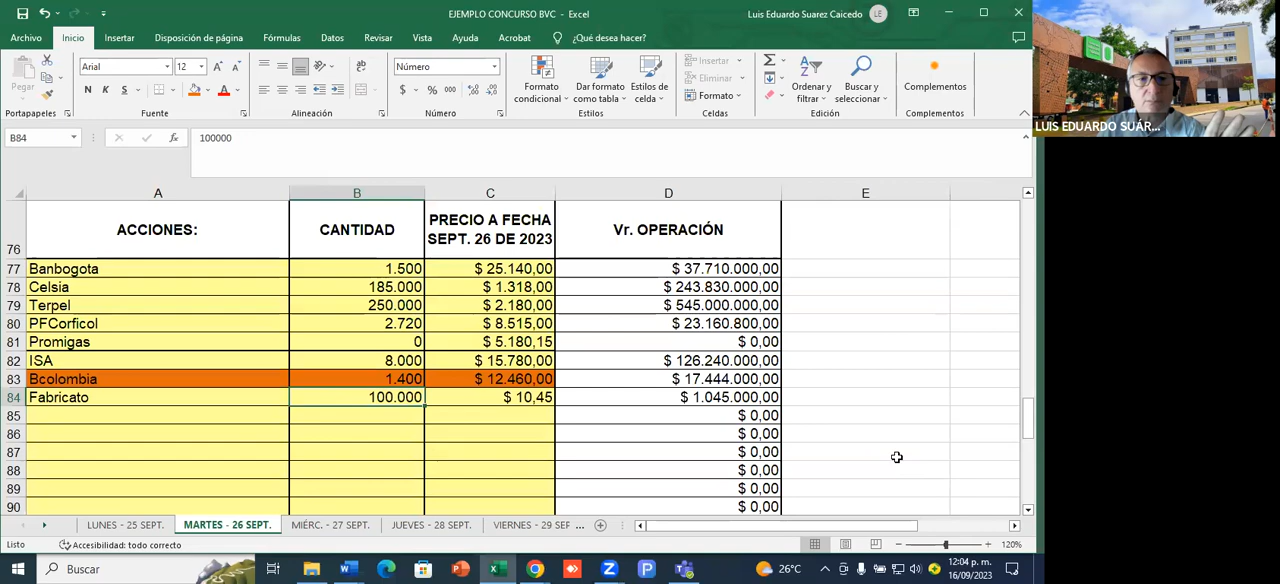 EJEMPLO CONCURSO BVC - Excel
Luis Eduardo Suarez Caicedo
LE
Archivo Inicio Insertar Disposición de página Fórmulas Datos Revisar Vista Ayuda Acrobat ¿Qué desea hacer?
Pegar
Arial 12
N K S
Número
$ % 000
Formato condicional
Dar formato como tabla
Estilos de celda
Insertar
Eliminar
Formato
Ordenar y filtrar
Buscar y seleccionar
Complementos
Portapapeles Fuente Alineación Número Estilos Celdas Edición Complementos
LUIS EDUARDO SUÁR...
B84 fx 100000
A B C D E
76 ACCIONES: CANTIDAD PRECIO A FECHA SEPT. 26 DE 2023 Vr. OPERACIÓN
77 Banbogota 1.500 $ 25.140,00 $ 37.710.000,00
78 Celsia 185.000 $ 1.318,00 $ 243.830.000,00
79 Terpel 250.000 $ 2.180,00 $ 545.000.000,00
80 PFCorficol 2.720 $ 8.515,00 $ 23.160.800,00
81 Promigas 0 $ 5.180,15 $ 0,00
82 ISA 8.000 $ 15.780,00 $ 126.240.000,00
83 Bcolombia 1.400 $ 12.460,00 $ 17.444.000,00
84 Fabricato 100.000 $ 10,45 $ 1.045.000,00
85 $ 0,00
86 $ 0,00
87 $ 0,00
88 $ 0,00
89 $ 0,00
90 $ 0,00
LUNES - 25 SEPT. MARTES - 26 SEPT. MIÉRC. - 27 SEPT. JUEVES - 28 SEPT. VIERNES - 29 SEF ...
Listo Accesibilidad: todo correcto 120%
Buscar 26°C 12:04 p. m.
16/09/2023